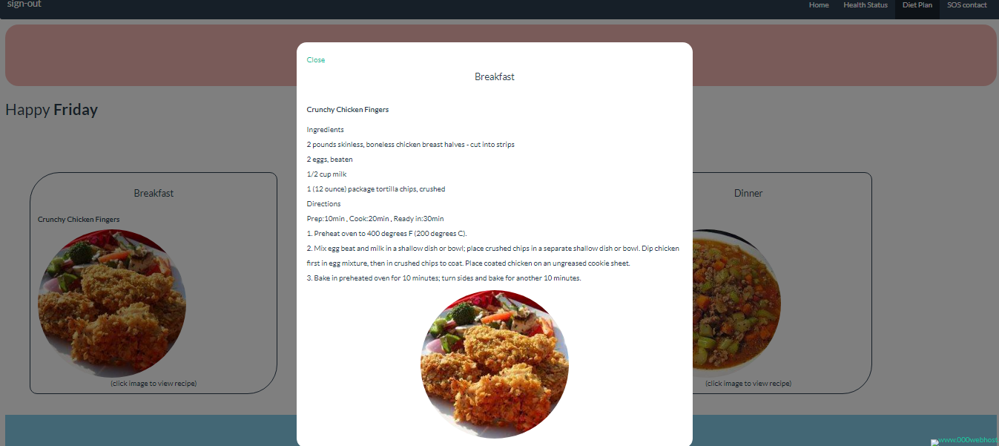 sign-out
Home Health Status Diet Plan SOS contact
Happy Friday
Breakfast
Crunchy Chicken Fingers
(click image to view recipe)
Close
Breakfast
Crunchy Chicken Fingers
Ingredients
2 pounds skinless, boneless chicken breast halves - cut into strips
2 eggs, beaten
1/2 cup milk
1 (12 ounce) package tortilla chips, crushed
Directions
Prep:10min , Cook:20min , Ready in:30min
1. Preheat oven to 400 degrees F (200 degrees C).
2. Mix egg beat and milk in a shallow dish or bowl; place crushed chips in a separate shallow dish or bowl. Dip chicken
first in egg mixture, then in crushed chips to coat. Place coated chicken on an ungreased cookie sheet.
3. Bake in preheated oven for 10 minutes; turn sides and bake for another 10 minutes.
Dinner
(click image to view recipe)
www.000webhost